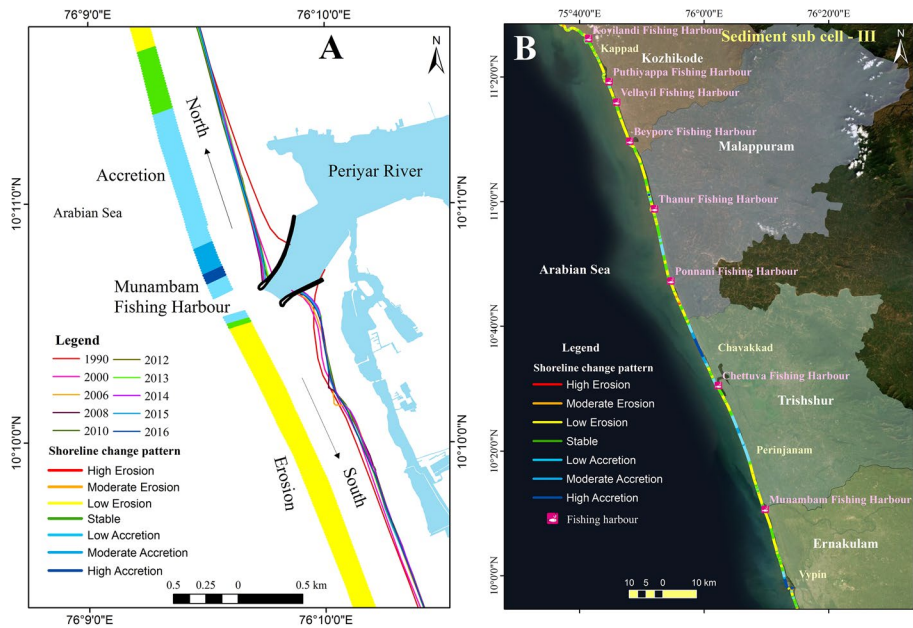 A
N
76°9'0"E
76°10'0"E
North
Periyar River
Accretion
Arabian Sea
10°11'0"N
10°11'0"N
Munambam
Fishing Harbour
Legend
1990
2012
2000
2013
2006
2014
2008
2015
2010
2016
Shoreline change pattern
High Erosion
Moderate Erosion
Low Erosion
Stable
Low Accretion
Moderate Accretion
High Accretion
Erosion
South
10°10'0"N
10°10'0"N
0.5 0.25 0 0.5 km
76°9'0"E
76°10'0"E
75°40'0"E
76°0'0"E
76°20'0"E
B
Sediment sub cell - III
N
Koyilandi Fishing Harbour
Kappad
Kozhikode
Puthiyappa Fishing Harbour
Vellayil Fishing Harbour
Beypore Fishing Harbour
Malappuram
Thanur Fishing Harbour
Arabian Sea
Ponnani Fishing Harbour
Chavakkad
Chettuva Fishing Harbour
Trishshur
Perinjanam
Munambam Fishing Harbour
Ernakulam
Vypin
11°20'0"N
11°0'0"N
10°40'0"N
10°20'0"N
10°0'0"N
Legend
Shoreline change pattern
High Erosion
Moderate Erosion
Low Erosion
Stable
Low Accretion
Moderate Accretion
High Accretion
Fishing harbour
10 5 0 10 km